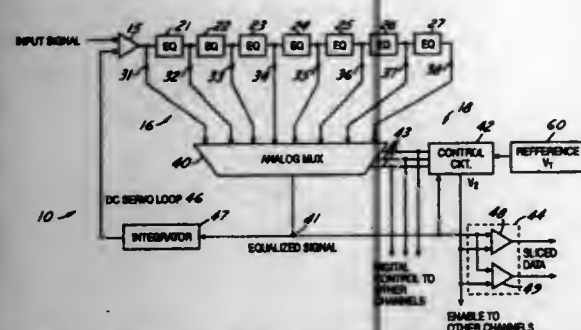 15
21
22
23
24
25
26
27
INPUT SIGNAL
EQ
EQ
EQ
EQ
EQ
EQ
EQ
31
32
33
34
35
36
37
38
16
18
43
42
60
40
ANALOG MUX
CONTROL
CKT.
REFFERENCE
V1
V2
DC SERVO LOOP 46
10
47
41
48
44
INTEGRATOR
EQUALIZED SIGNAL
SLICED
DATA
49
DIGITAL
CONTROL TO
OTHER
CHANNELS
ENABLE TO
OTHER CHANNELS